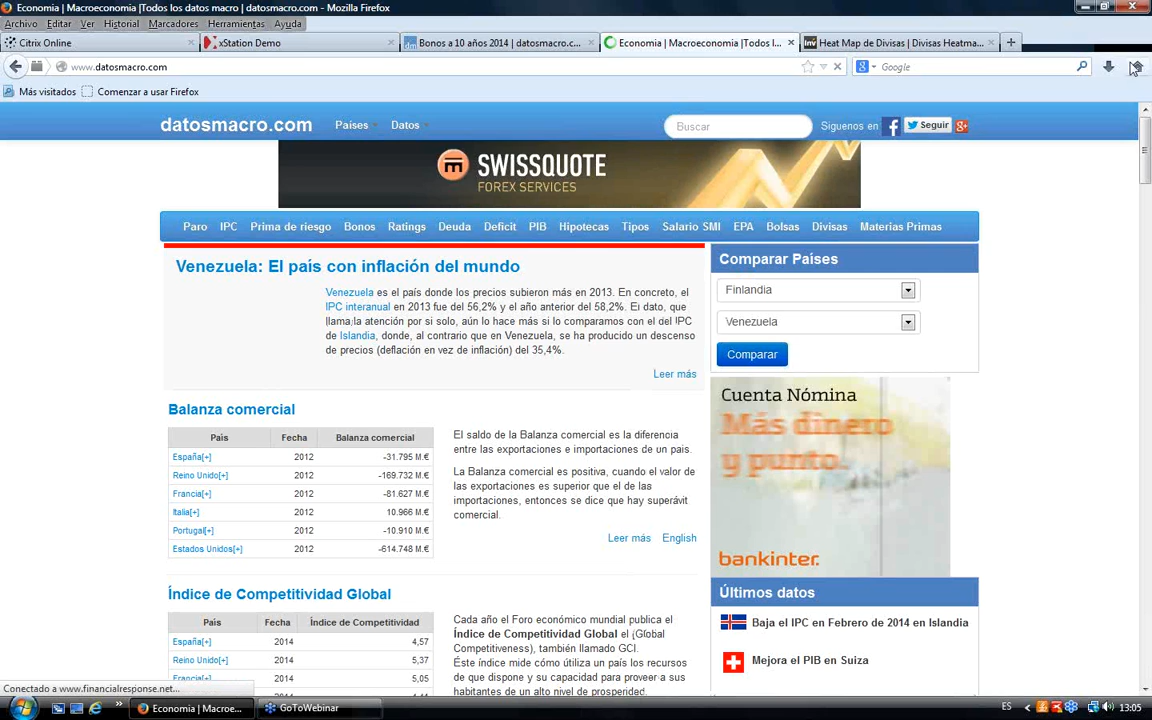 Economia | Macroeconomia |Todos los datos macro | datosmacro.com - Mozilla Firefox
Archivo Editar Ver Historial Marcadores Herramientas Ayuda
Citrix Online
xStation Demo
Bonos a 10 años 2014 | datosmacro.c...
Economia | Macroeconomia |Todos l...
Heat Map de Divisas | Divisas Heatma...
www.datosmacro.com
Google
Más visitados Comenzar a usar Firefox
datosmacro.com Países Datos
Buscar
Siguenos en
Seguir
SWISSQUOTE
FOREX SERVICES
Paro IPC Prima de riesgo Bonos Ratings Deuda Deficit PIB Hipotecas Tipos Salario SMI EPA Bolsas Divisas Materias Primas
Venezuela: El país con inflación del mundo
Venezuela es el país donde los precios subieron más en 2013. En concreto, el
IPC interanual en 2013 fue del 56,2% y el año anterior del 58,2%. El dato, que
llama la atención por si solo, aún lo hace más si lo comparamos con el del IPC
de Islandia, donde, al contrario que en Venezuela, se ha producido un descenso
de precios (deflación en vez de inflación) del 35,4%.
Leer más
Comparar Países
Finlandia
Venezuela
Comparar
Balanza comercial
País Fecha Balanza comercial
España[+] 2012 -31.795 M.€
Reino Unido[+] 2012 -169.732 M.€
Francia[+] 2012 -81.627 M.€
Italia[+] 2012 10.966 M.€
Portugal[+] 2012 -10.910 M.€
Estados Unidos[+] 2012 -614.748 M.€
El saldo de la Balanza comercial es la diferencia
entre las exportaciones e importaciones de un pais.
La Balanza comercial es positiva, cuando el valor de
las exportaciones es superior que el de las
importaciones, entonces se dice que hay superávit
comercial.
Leer más English
Cuenta Nómina
Más dinero
y punto.
bankinter.
Índice de Competitividad Global
País Fecha Índice de Competitividad
España[+] 2014 4,57
Reino Unido[+] 2014 5,37
Francia[+] 2014 5,05
Cada año el Foro económico mundial publica el
Índice de Competitividad Global el (Global
Competitiveness), también llamado GCI.
Éste índice mide cómo útiliza un país los recursos
de que dispone y su capacidad para proveer a sus
habitantes de un alto nivel de prosperidad.
Últimos datos
Baja el IPC en Febrero de 2014 en Islandia
Mejora el PIB en Suiza
Conectado a www.financialresponse.net...
Economia | Macroe...
GoToWebinar
ES
13:05